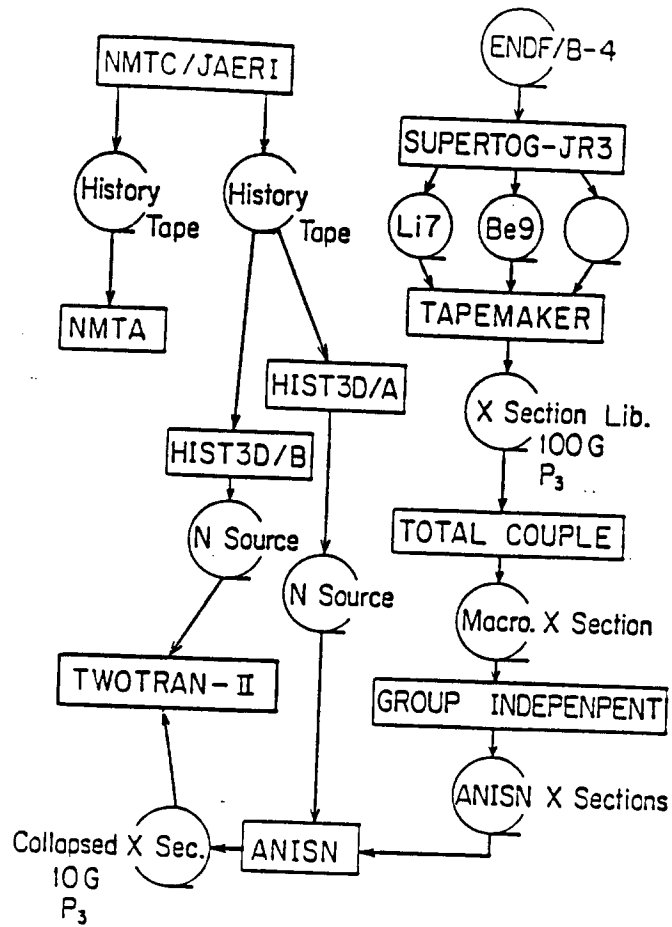 NMTC/JAERI
History
Tape
NMTA
History
Tape
HIST3D/A
HIST3D/B
N Source
N Source
TWOTRAN-II
Collapsed X Sec.
10G
P₃
ANISN
ENDF/B-4
SUPERTOG-JR3
Li7
Be9
TAPEMAKER
X Section Lib.
100G
P₃
TOTAL COUPLE
Macro. X Section
GROUP INDEPENPENT
ANISN X Sections